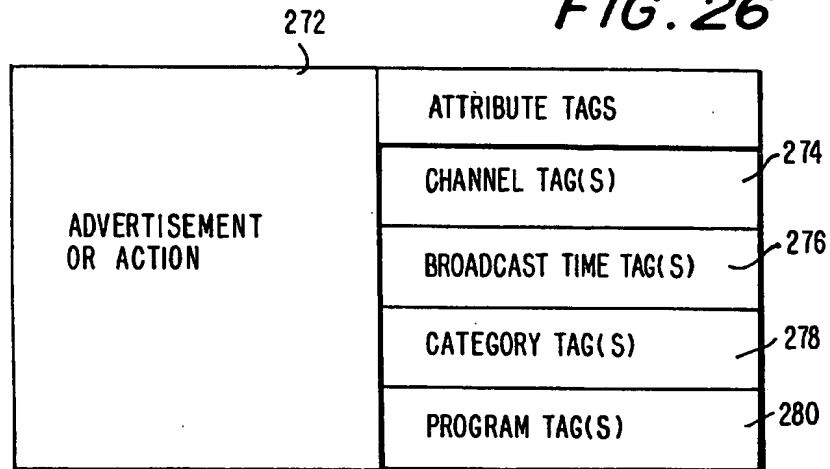 FIG. 26
272
ATTRIBUTE TAGS
274
CHANNEL TAG(S)
ADVERTISEMENT
OR ACTION
276
BROADCAST TIME TAG(S)
278
CATEGORY TAG(S)
280
PROGRAM TAG(S)